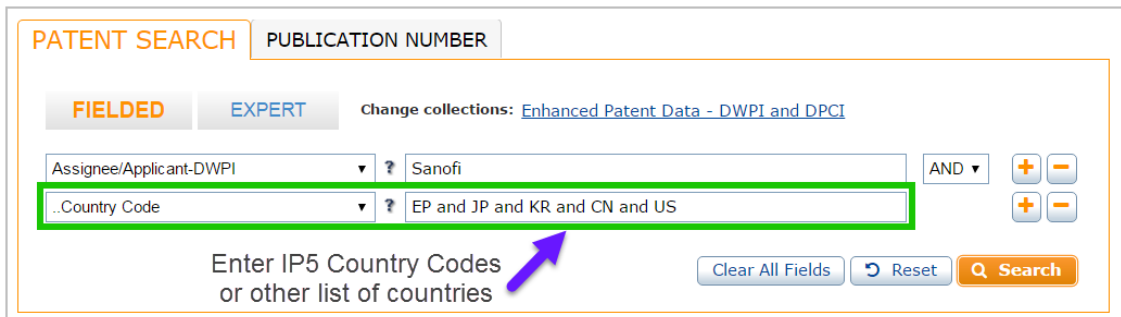 PATENT SEARCH PUBLICATION NUMBER
FIELDED EXPERT Change collections: Enhanced Patent Data - DWPI and DPCI
Assignee/Applicant-DWPI ? Sanofi AND + −
..Country Code ? EP and JP and KR and CN and US + −
Enter IP5 Country Codes
or other list of countries
Clear All Fields Reset Search